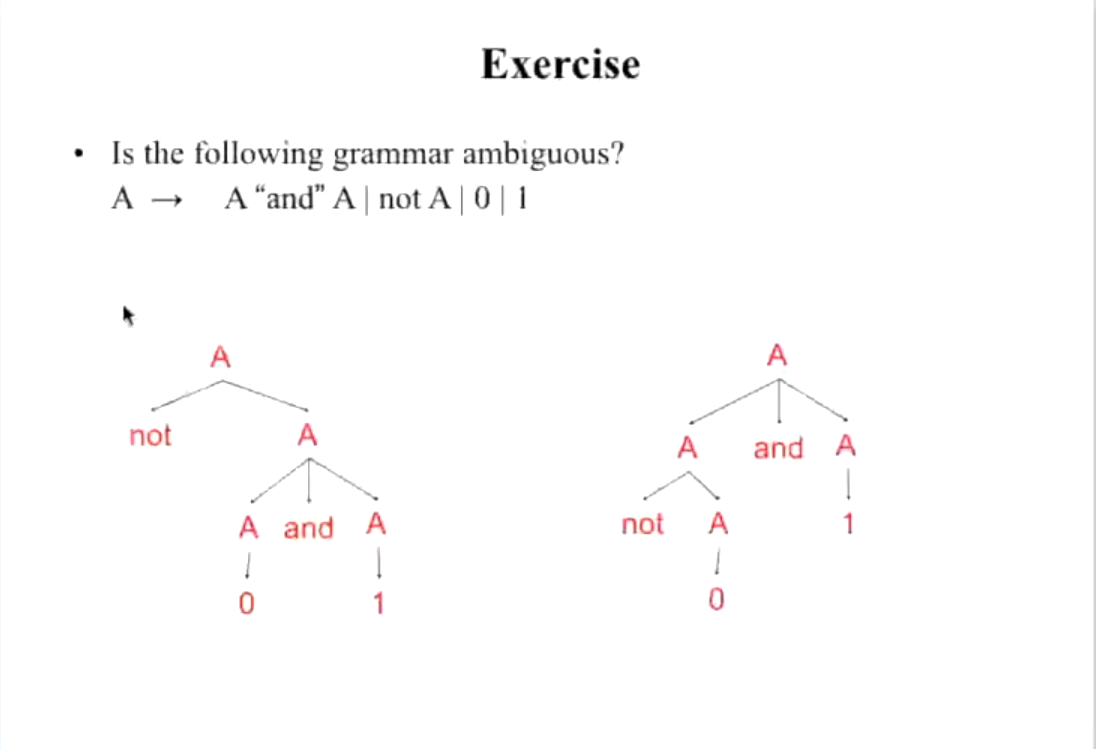 Exercise
• Is the following grammar ambiguous?
A → A “and” A | not A | 0 | 1
A
not A
A and A
0 1
A
A and A
not A 1
0